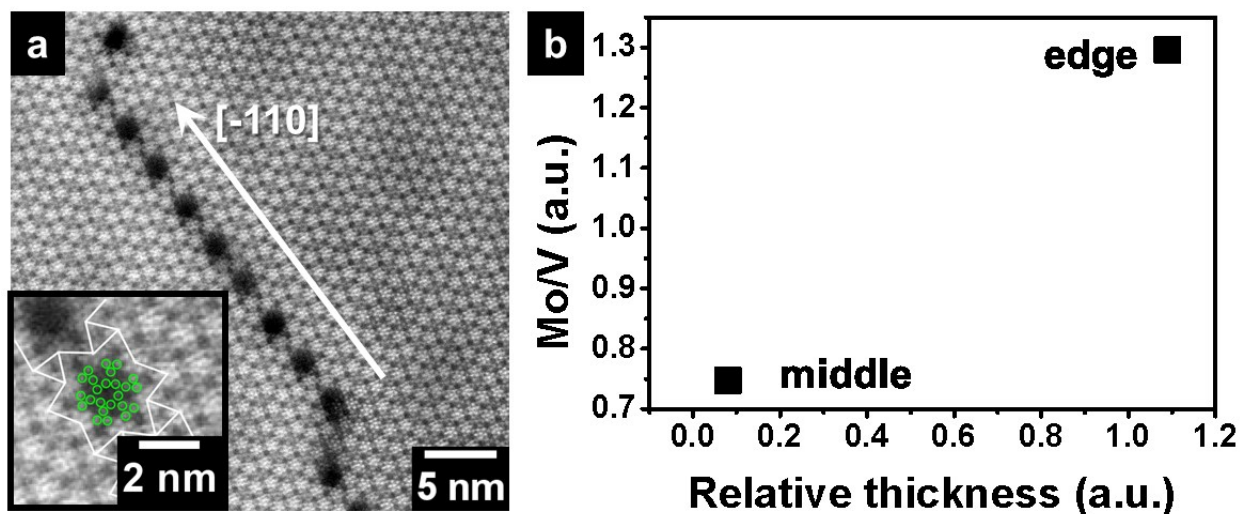 a
[-110]
2 nm
5 nm
b
Mo/V (a.u.)
1.3
1.2
1.1
1.0
0.9
0.8
0.7
edge
middle
0.0 0.2 0.4 0.6 0.8 1.0 1.2
Relative thickness (a.u.)